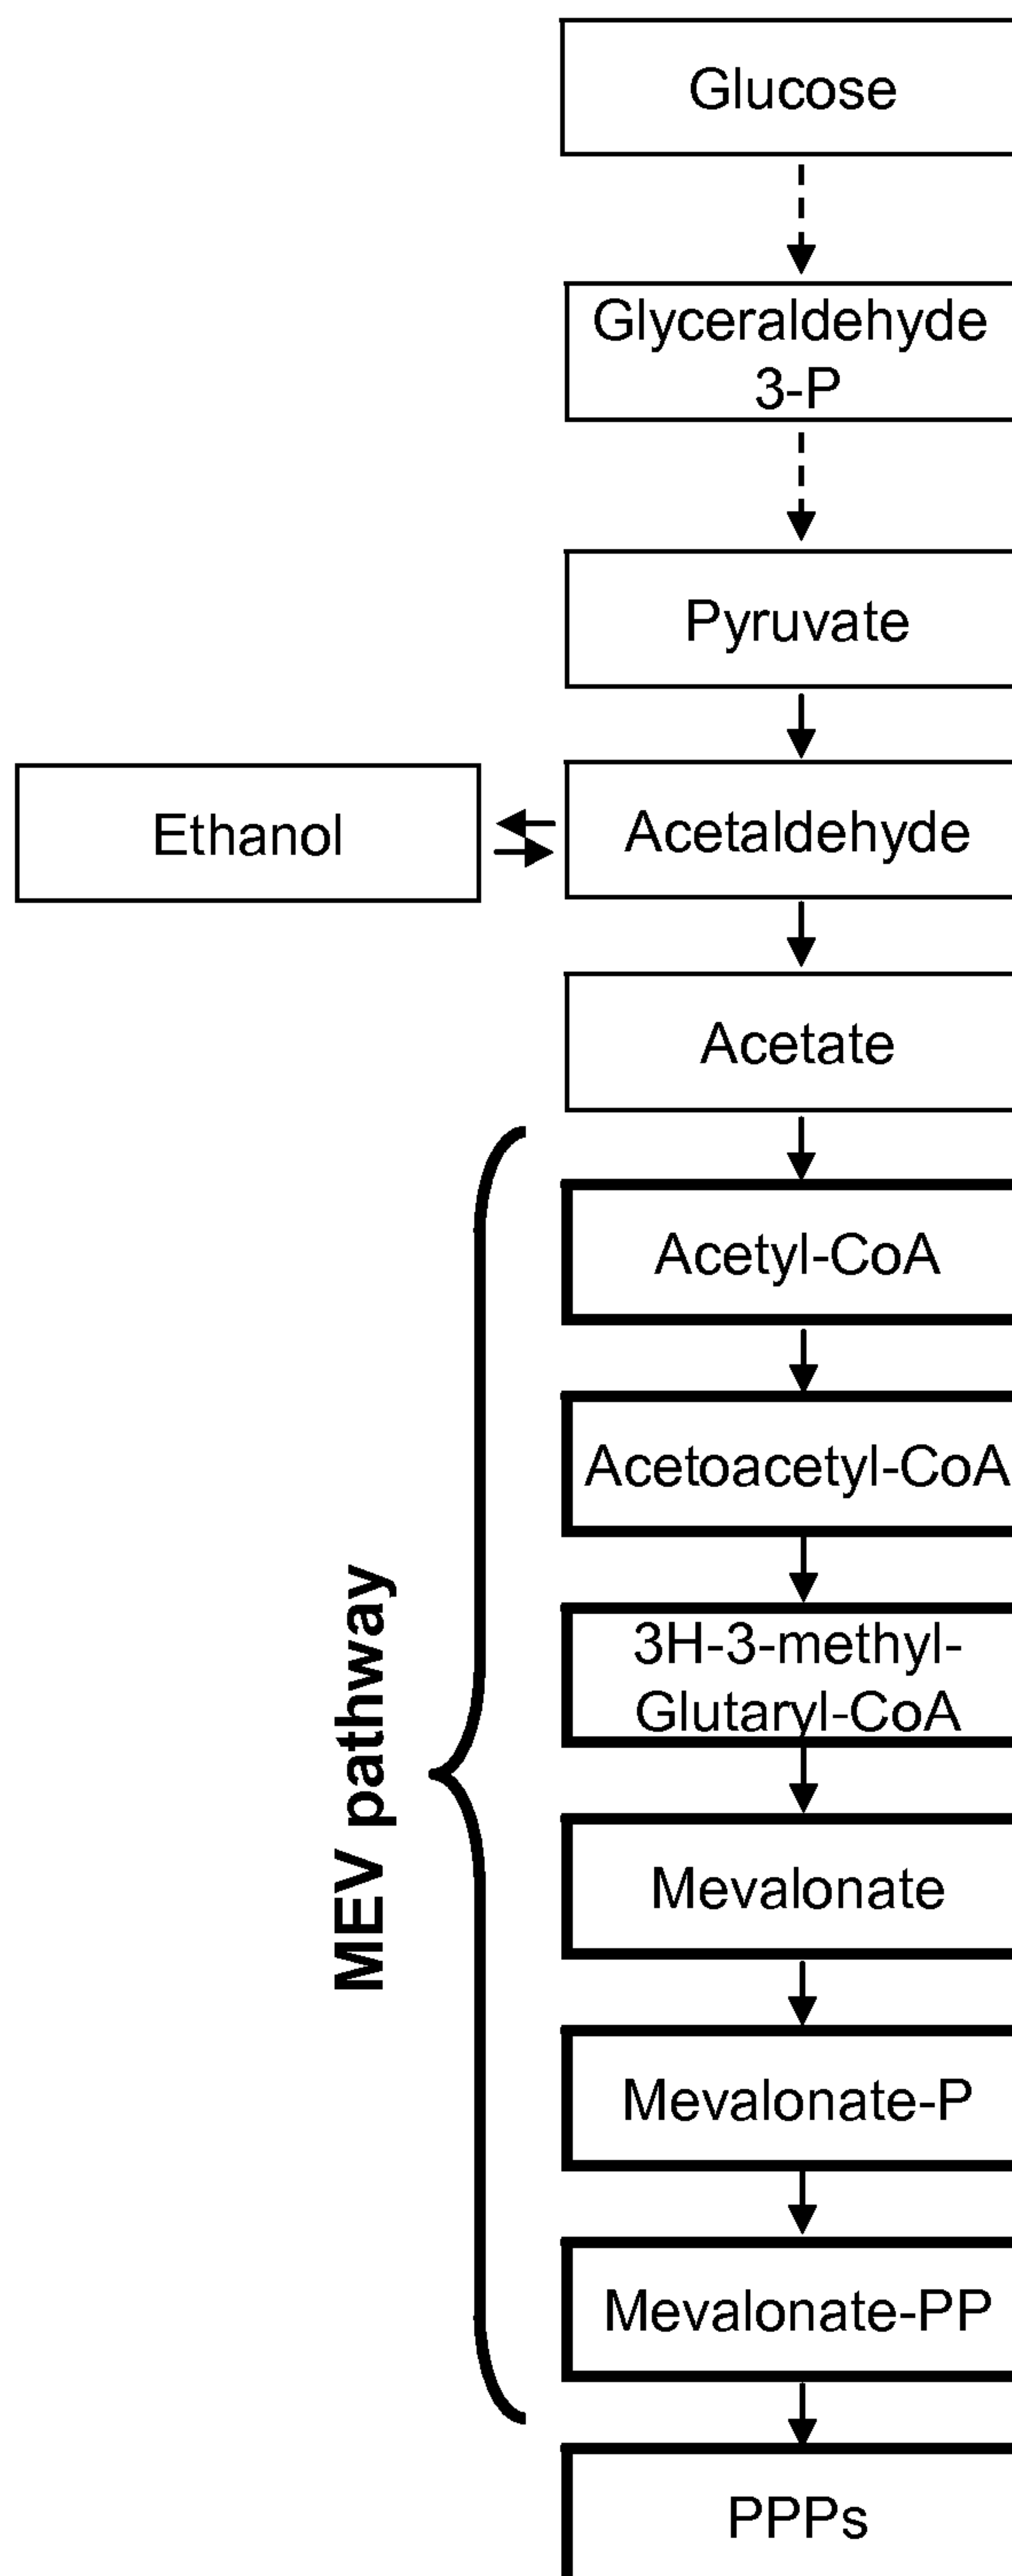 Glucose
Glyceraldehyde
3-P
Pyruvate
Ethanol
Acetaldehyde
Acetate
Acetyl-CoA
Acetoacetyl-CoA
3H-3-methyl-
Glutaryl-CoA
MEV pathway
Mevalonate
Mevalonate-P
Mevalonate-PP
PPPs